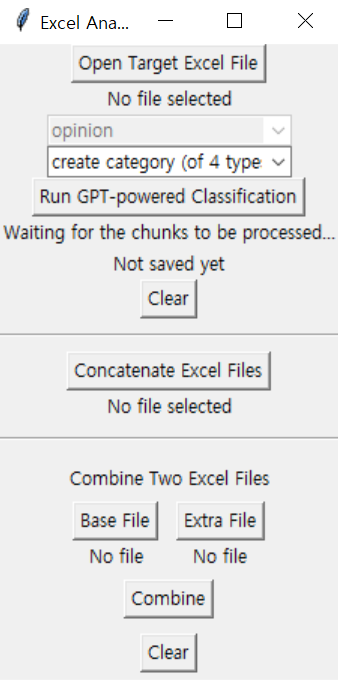 Excel Ana...
Open Target Excel File
No file selected
opinion
create category (of 4 type
Run GPT-powered Classification
Waiting for the chunks to be processed...
Not saved yet
Clear
Concatenate Excel Files
No file selected
Combine Two Excel Files
Base File Extra File
No file No file
Combine
Clear